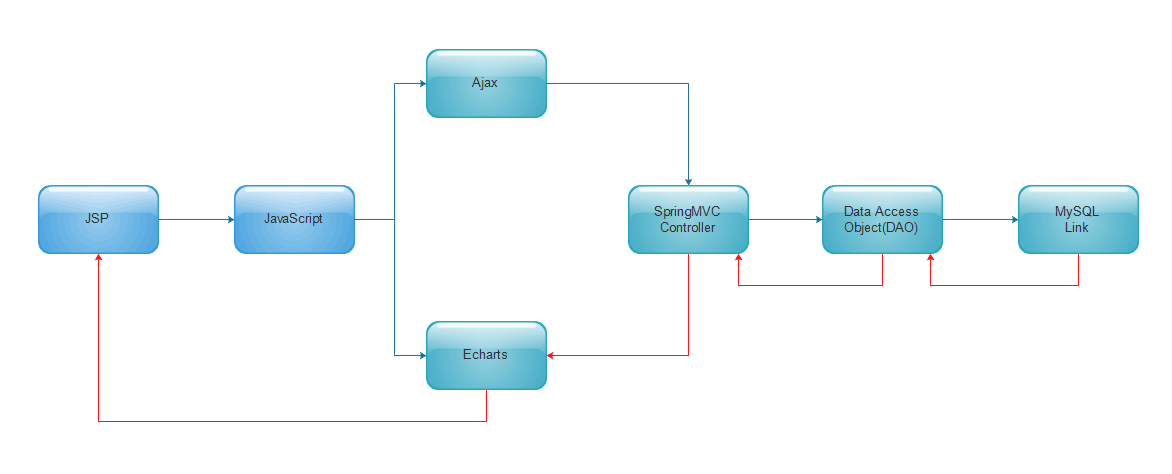 Ajax
JSP
JavaScript
SpringMVC
Controller
Data Access
Object(DAO)
MySQL
Link
Echarts